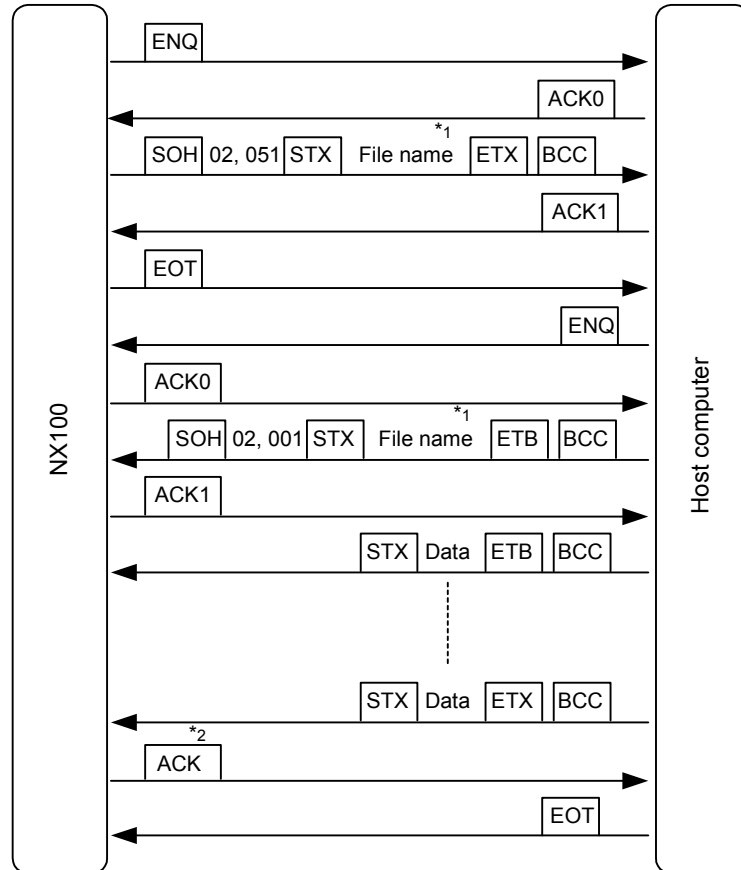 ENQ
ACK0
*1
SOH 02, 051 STX File name ETX BCC
ACK1
EOT
ENQ
ACK0
*1
SOH 02, 001 STX File name ETB BCC
ACK1
STX Data ETB BCC
STX Data ETX BCC
*2
ACK
EOT
NX100
Host computer